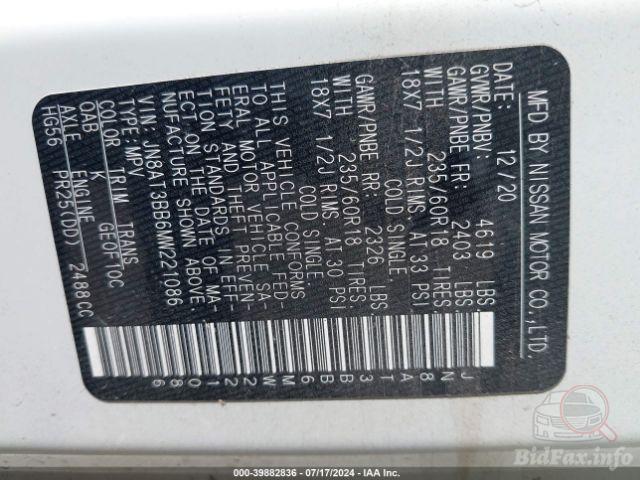 MFD BY NISSAN MOTOR CO.,LTD.
DATE: 12/20
GVWR/PNBV: 4619 LBS
GAWR/PNBE FR: 2403 LBS.
WITH 235/60R18 TIRES:
18X7 1/2J RIMS AT 33 PSI
COLD SINGLE
GAWR/PNBE RR: 2326 LBS.
WITH 235/60R18 TIRES:
18X7 1/2J RIMS AT 30 PSI
COLD SINGLE
THIS VEHICLE CONFORMS
TO ALL APPLICABLE FED-
ERAL MOTOR VEHICLE SA-
FETY AND THEFT PREVEN-
TION STANDARDS IN EFF-
ECT ON THE DATE OF MA-
NUFACTURE SHOWN ABOVE.
VIN: JN8AT3BB6MW221086
TYPE: MPV
COLOR TRIM TRANS
QAB K GE0F10C
AXLE ENGINE
HG56 PR25(DD) 2488CC
JN8AT3BB6MW221086
000-39882836 - 07/17/2024 - IAA Inc.
BidFax.info